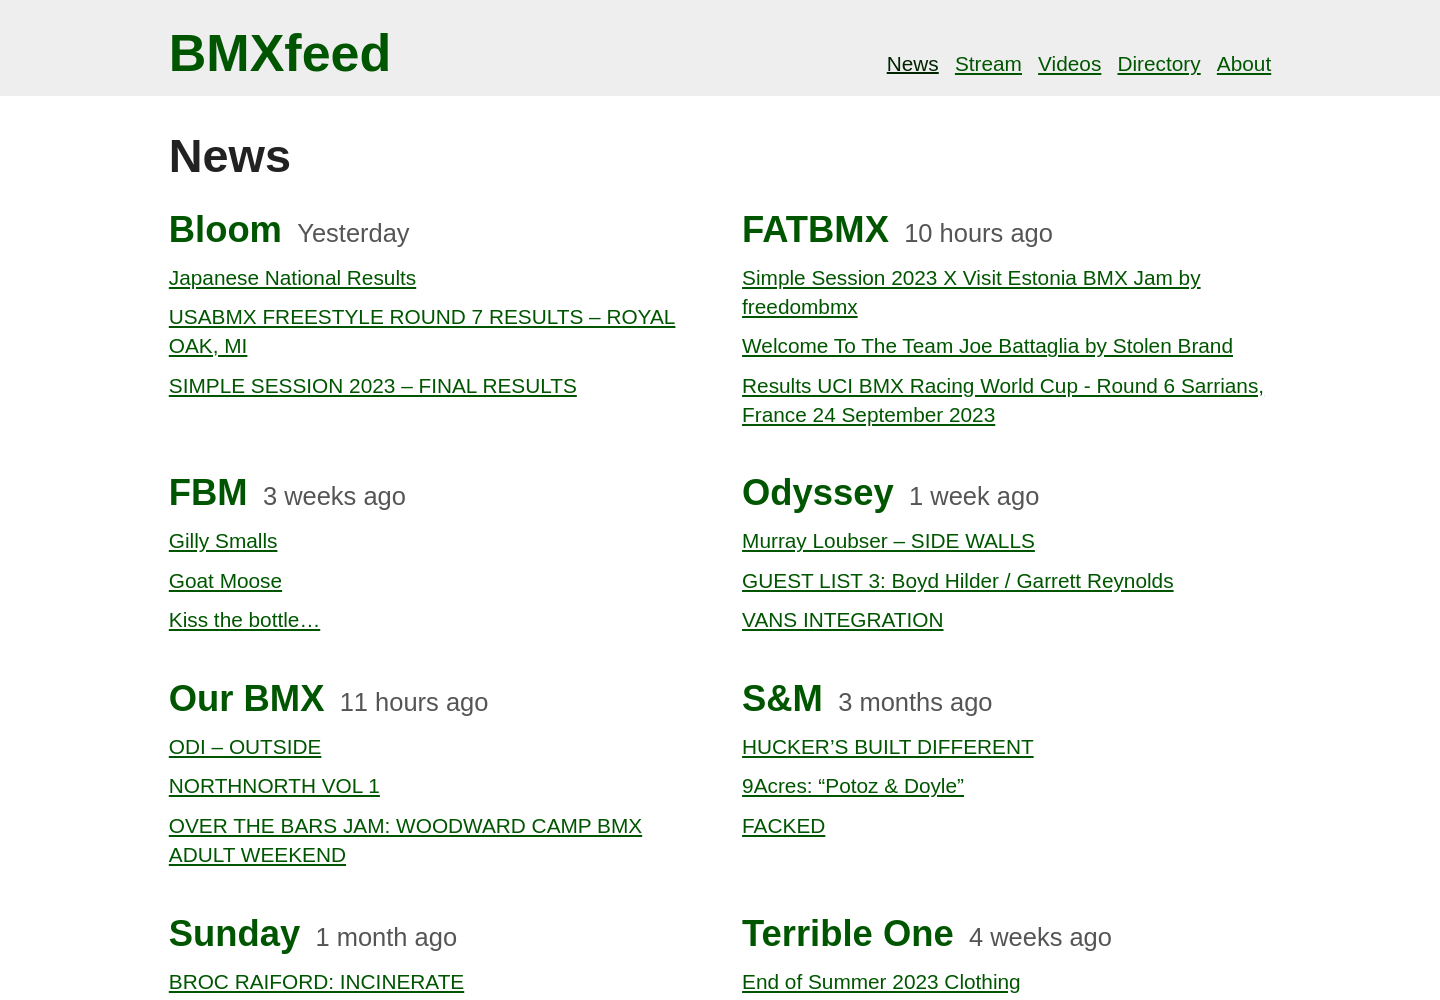 BMXfeed
News Stream Videos Directory About
News
Bloom Yesterday
Japanese National Results
USABMX FREESTYLE ROUND 7 RESULTS – ROYAL
OAK, MI
SIMPLE SESSION 2023 – FINAL RESULTS
FATBMX 10 hours ago
Simple Session 2023 X Visit Estonia BMX Jam by
freedombmx
Welcome To The Team Joe Battaglia by Stolen Brand
Results UCI BMX Racing World Cup - Round 6 Sarrians,
France 24 September 2023
FBM 3 weeks ago
Gilly Smalls
Goat Moose
Kiss the bottle…
Odyssey 1 week ago
Murray Loubser – SIDE WALLS
GUEST LIST 3: Boyd Hilder / Garrett Reynolds
VANS INTEGRATION
Our BMX 11 hours ago
ODI – OUTSIDE
NORTHNORTH VOL 1
OVER THE BARS JAM: WOODWARD CAMP BMX
ADULT WEEKEND
S&M 3 months ago
HUCKER’S BUILT DIFFERENT
9Acres: “Potoz & Doyle”
FACKED
Sunday 1 month ago
BROC RAIFORD: INCINERATE
Terrible One 4 weeks ago
End of Summer 2023 Clothing